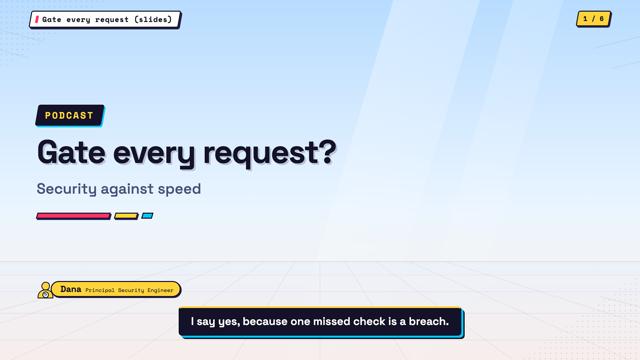 Gate every request (slides)
1 / 6
PODCAST
Gate every request?
Security against speed
Dana Principal Security Engineer
I say yes, because one missed check is a breach.